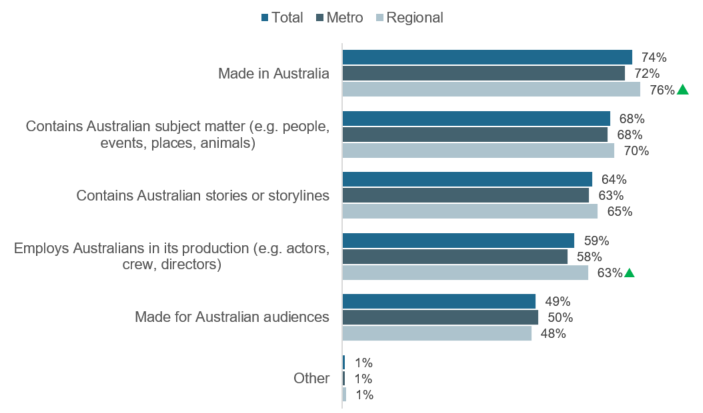 Total Metro Regional
Made in Australia
74%
72%
76%
Contains Australian subject matter (e.g. people,
events, places, animals)
68%
68%
70%
Contains Australian stories or storylines
64%
63%
65%
Employs Australians in its production (e.g. actors,
crew, directors)
59%
58%
63%
Made for Australian audiences
49%
50%
48%
Other
1%
1%
1%